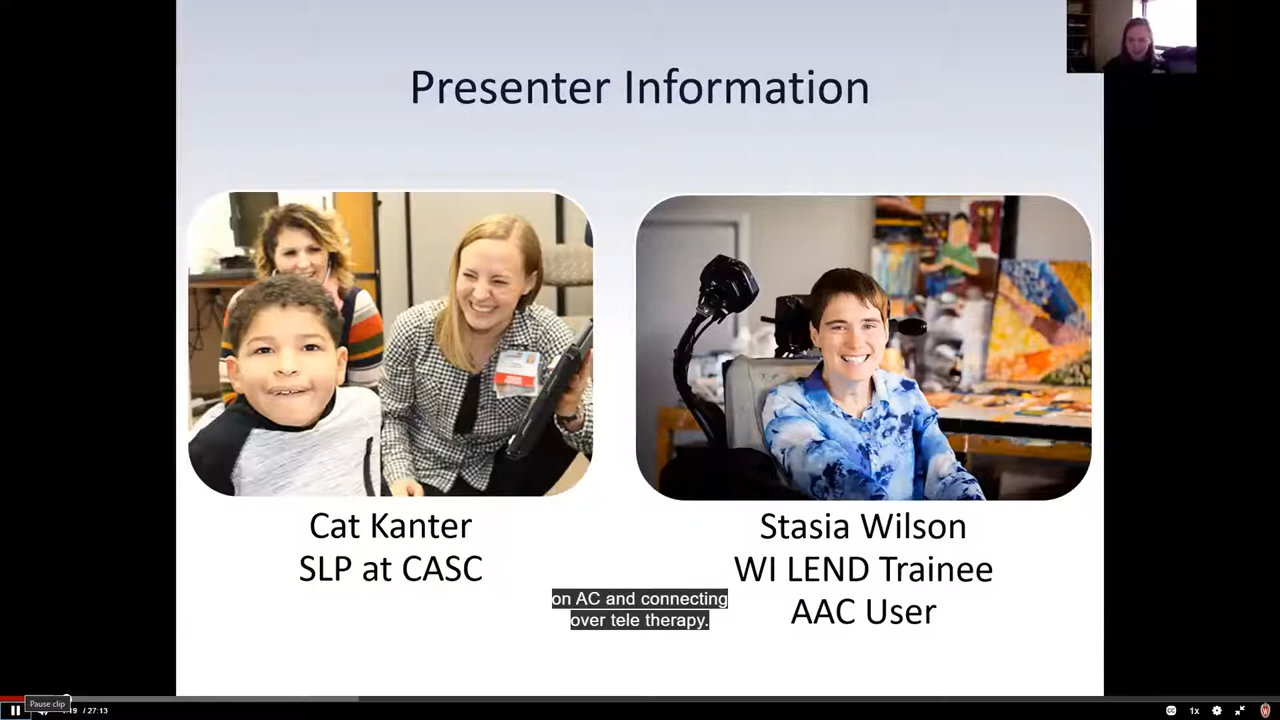 Presenter Information
Cat Kanter
SLP at CASC
Stasia Wilson
WI LEND Trainee
AAC User
on AC and connecting
over tele therapy.
Pause clip
/ 27:13
CC
1x